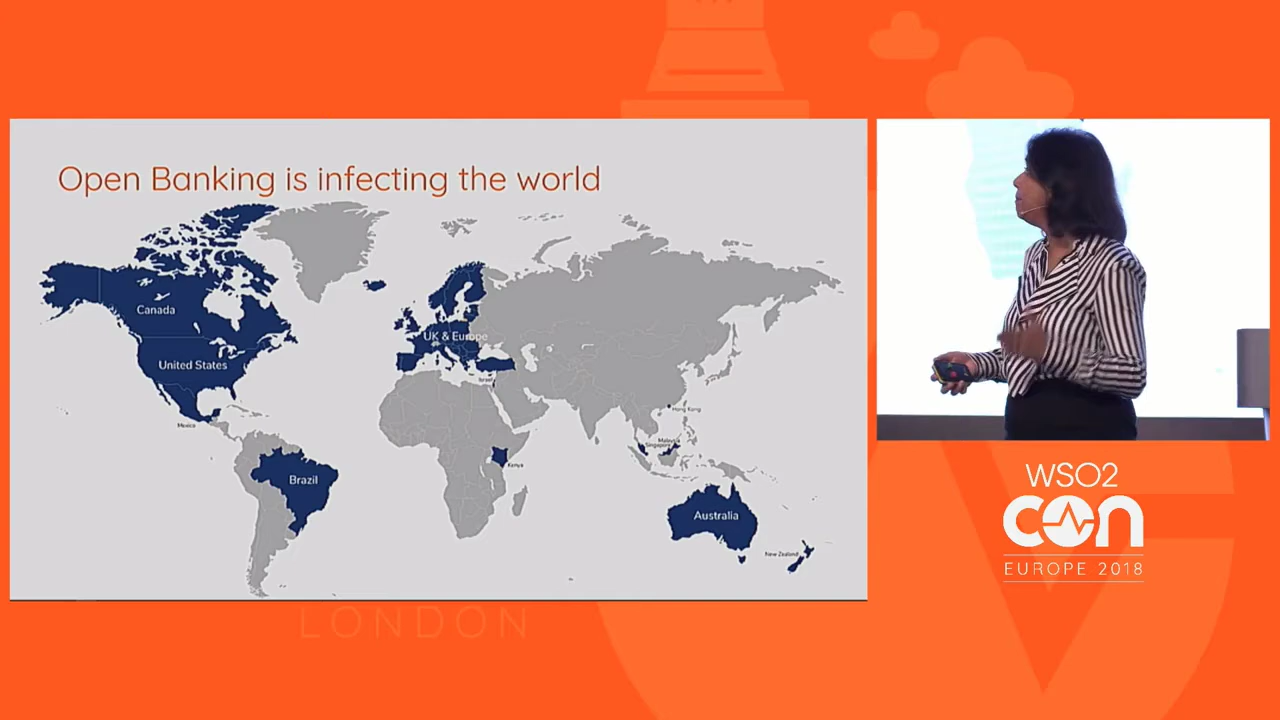 Open Banking is infecting the world
Canada
UK & Europe
United States
Israel
Mexico
Hong Kong
Malaysia
Singapore
Kenya
Brazil
Australia
New Zealand
WSO2
CON
EUROPE 2018
LONDON